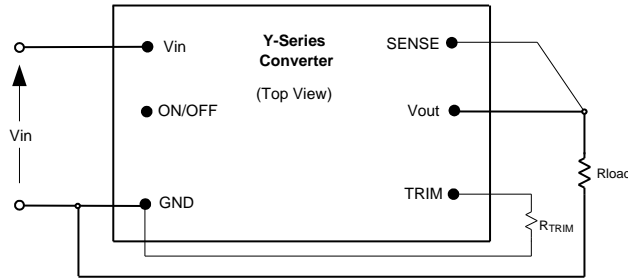 Y-Series
Converter
(Top View)
Vin
ON/OFF
GND
SENSE
Vout
TRIM
Vin
Rload
RTRIM